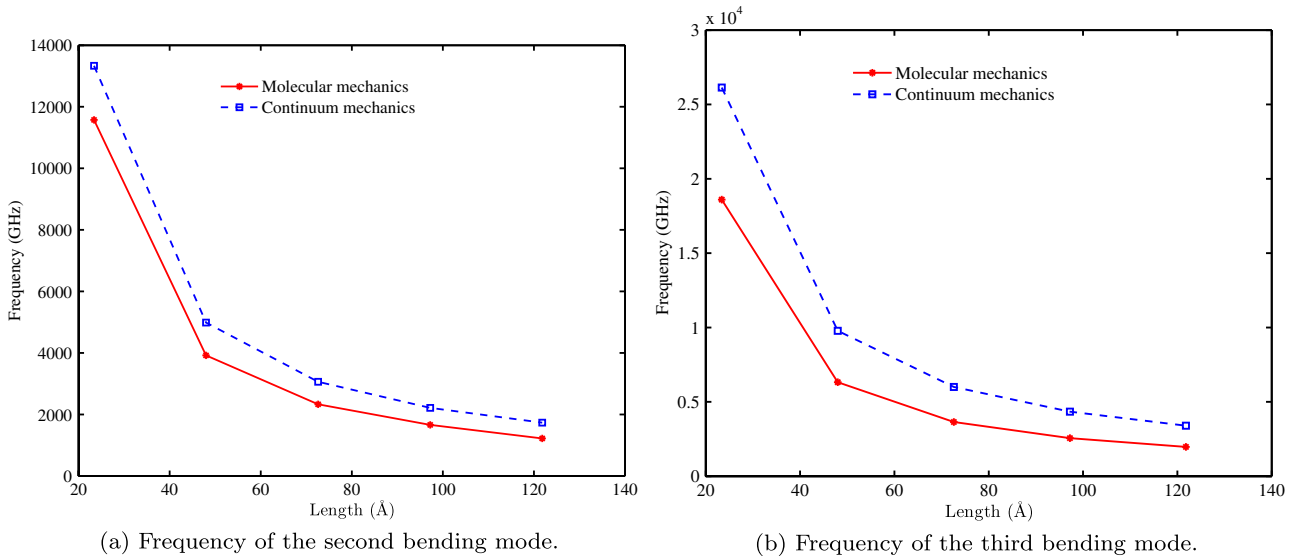 14000
12000
10000
8000
6000
4000
2000
0
20
40
60
80
100
120
140
Frequency (GHz)
Length (Å)
Molecular mechanics
Continuum mechanics
(a) Frequency of the second bending mode.
x 10⁴
3
2.5
2
1.5
1
0.5
0
20
40
60
80
100
120
140
Frequency (GHz)
Length (Å)
Molecular mechanics
Continuum mechanics
(b) Frequency of the third bending mode.